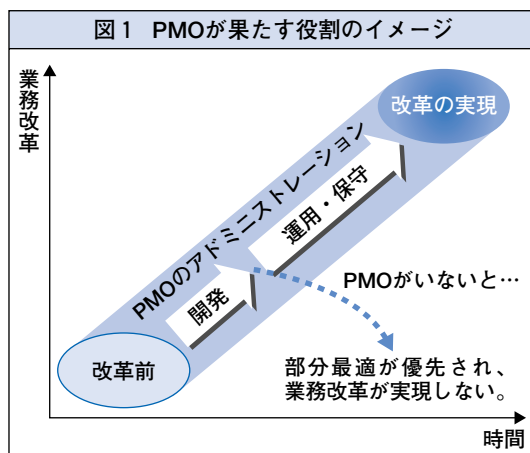 図1　PMOが果たす役割のイメージ
業務改革
改革の実現
PMOのアドミニストレーション
運用・保守
開発
PMOがいないと…
改革前
部分最適が優先され、
業務改革が実現しない。
時間